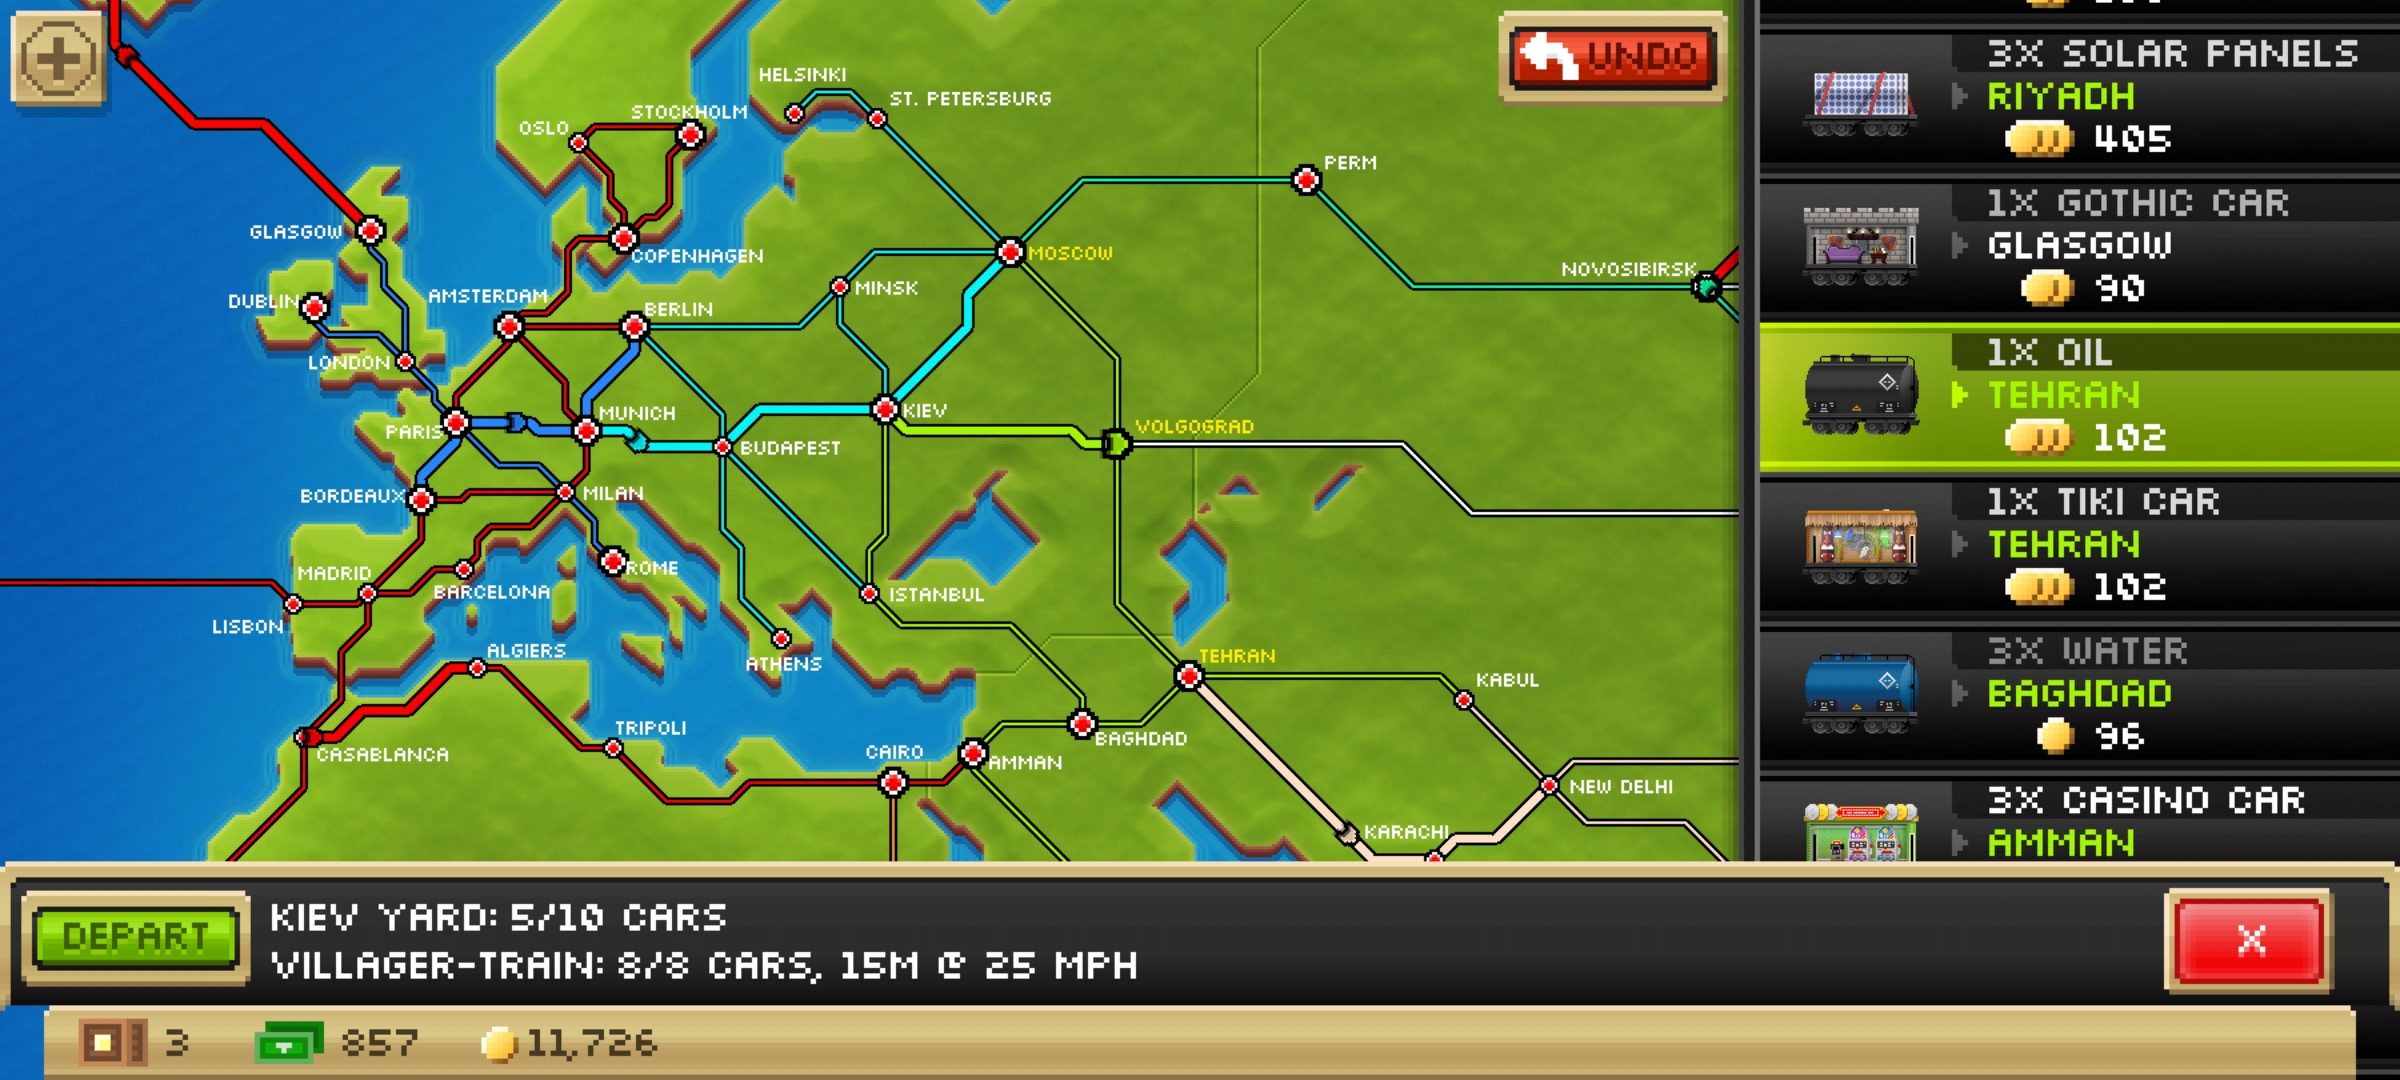 UNDO
HELSINKI
ST. PETERSBURG
STOCKHOLM
OSLO
PERM
GLASGOW
COPENHAGEN
MOSCOW
NOVOSIBIRSK
DUBLIN
AMSTERDAM
BERLIN
MINSK
LONDON
PARIS
MUNICH
KIEV
VOLGOGRAD
BUDAPEST
BORDEAUX
MILAN
ROME
MADRID
BARCELONA
ISTANBUL
LISBON
ALGIERS
ATHENS
TEHRAN
KABUL
CASABLANCA
TRIPOLI
CAIRO
BAGHDAD
AMMAN
NEW DELHI
KARACHI
3X SOLAR PANELS
RIYADH
405
1X GOTHIC CAR
GLASGOW
90
1X OIL
TEHRAN
102
1X TIKI CAR
TEHRAN
102
3X WATER
BAGHDAD
96
3X CASINO CAR
AMMAN
DEPART
KIEV YARD: 5/10 CARS
VILLAGER-TRAIN: 8/8 CARS, 15M @ 25 MPH
X
3
857
11,726